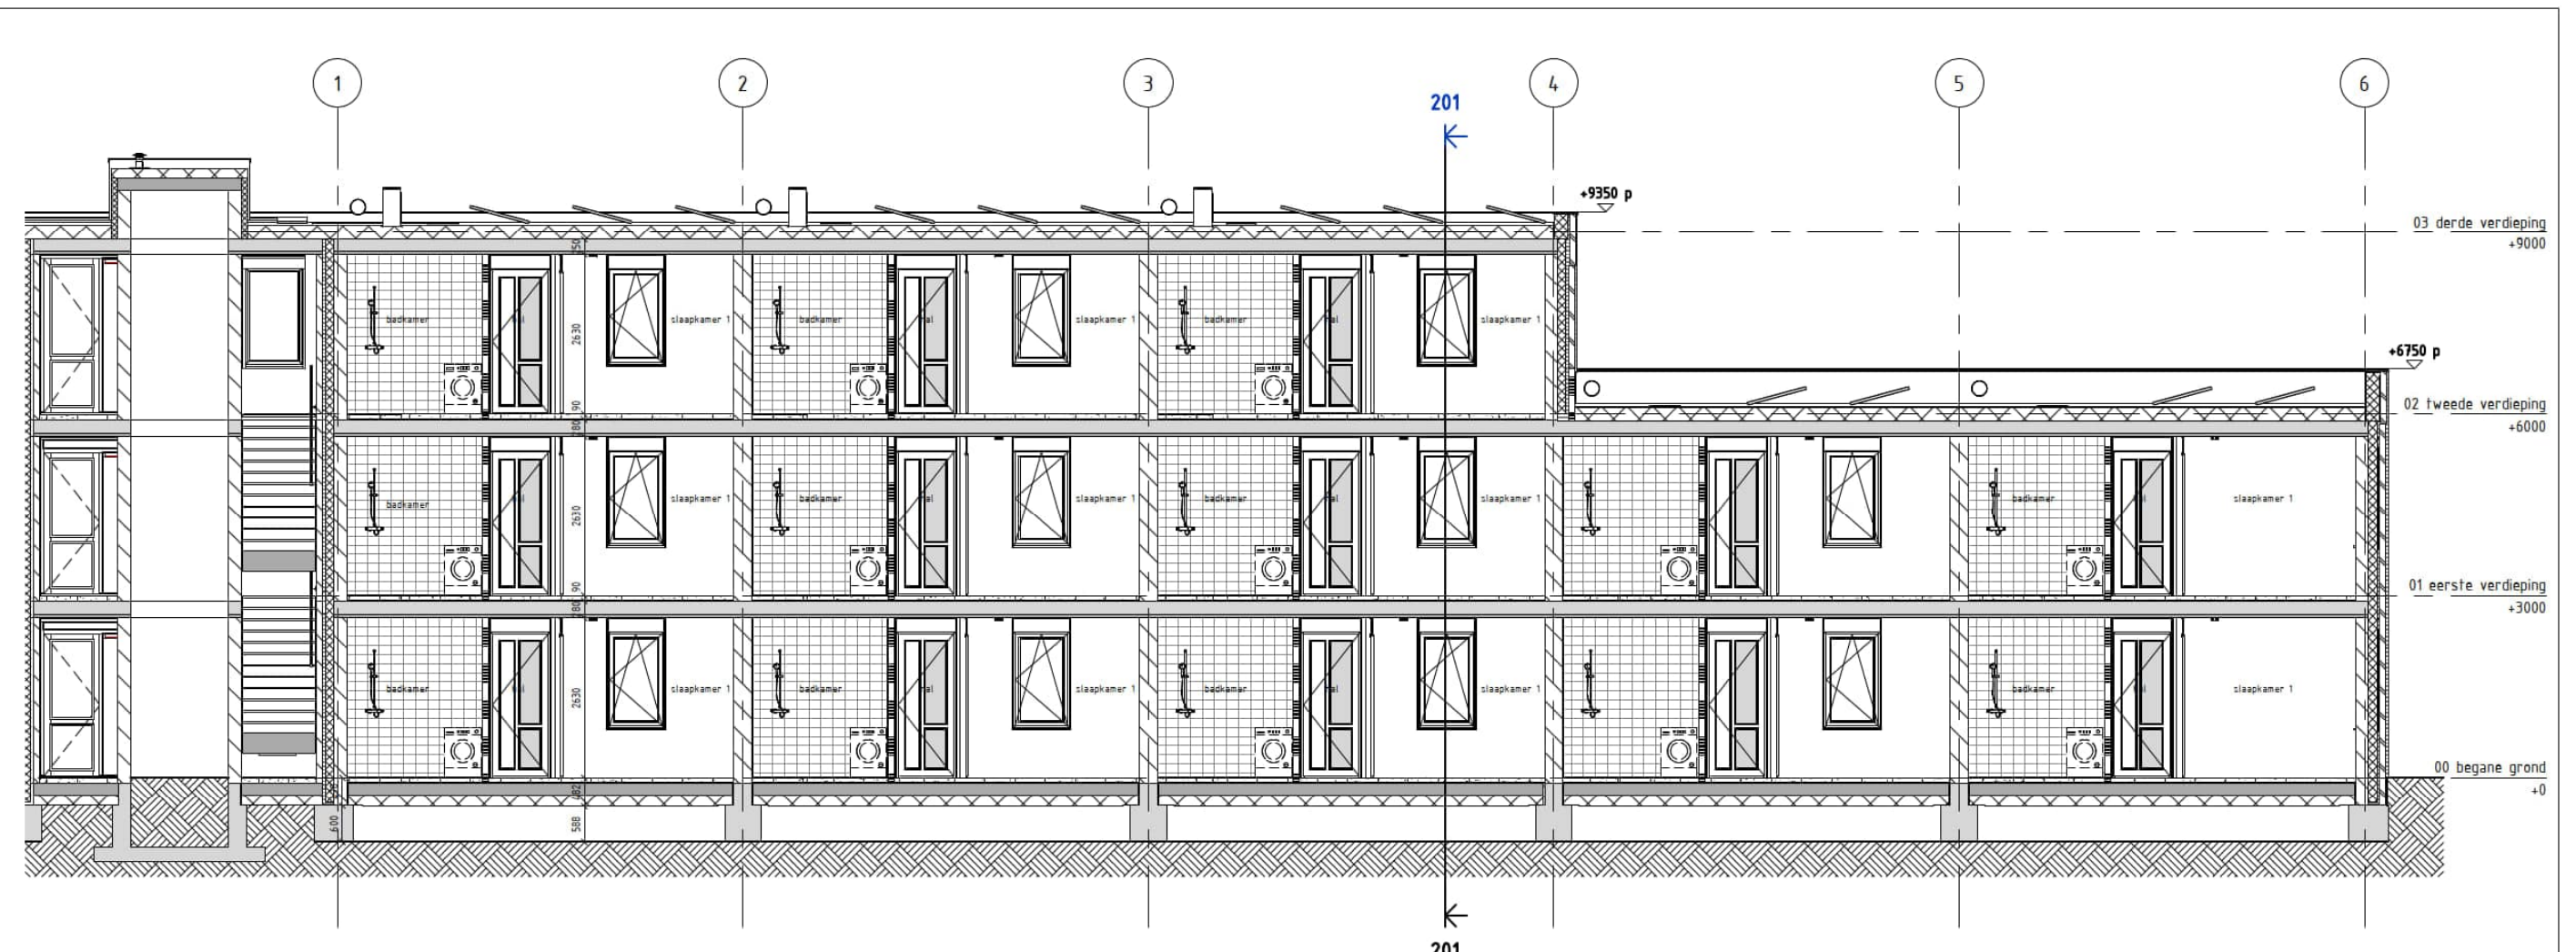 1 2 3 4 5 6
201
+9350 p
03 derde verdieping
+9000
badkamer slaapkamer 1 badkamer slaapkamer 1 badkamer slaapkamer 1
2630
+6750 p
90
02 tweede verdieping
+6000
badkamer slaapkamer 1 badkamer slaapkamer 1 badkamer slaapkamer 1 badkamer slaapkamer 1
2630
90
01 eerste verdieping
+3000
badkamer slaapkamer 1 badkamer slaapkamer 1 badkamer slaapkamer 1 badkamer slaapkamer 1
2630
00 begane grond
+0
600 588
201